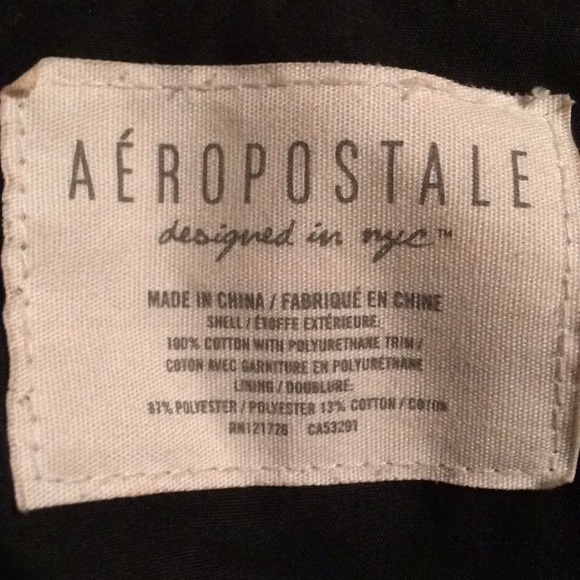 AÉROPOSTALE
designed in nyc™
MADE IN CHINA / FABRIQUÉ EN CHINE
SHELL / ÉTOFFE EXTÉRIEURE:
100% COTTON WITH POLYURETHANE TRIM /
COTON AVEC GARNITURE EN POLYURÉTHANE
LINING / DOUBLURE:
87% POLYESTER / POLYESTER 13% COTTON / COTON
RN121726 CA53291